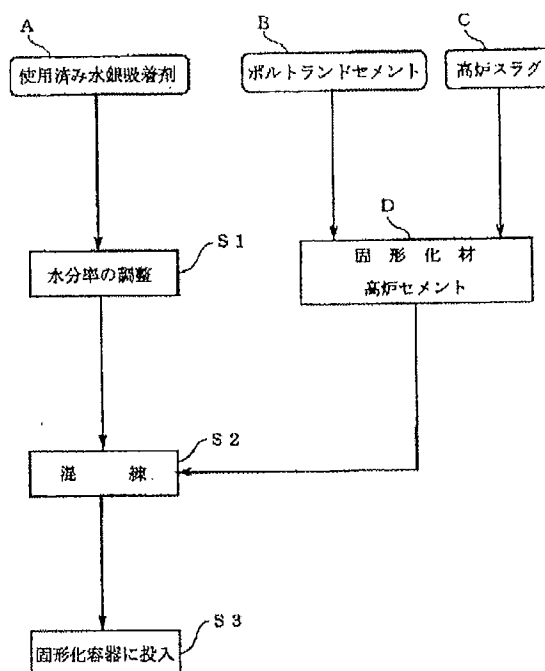 A
B
C
使用済み水銀吸着剤
ポルトランドセメント
高炉スラグ
D
S1
固形化材
水分率の調整
高炉セメント
S2
混練
S3
固形化容器に投入